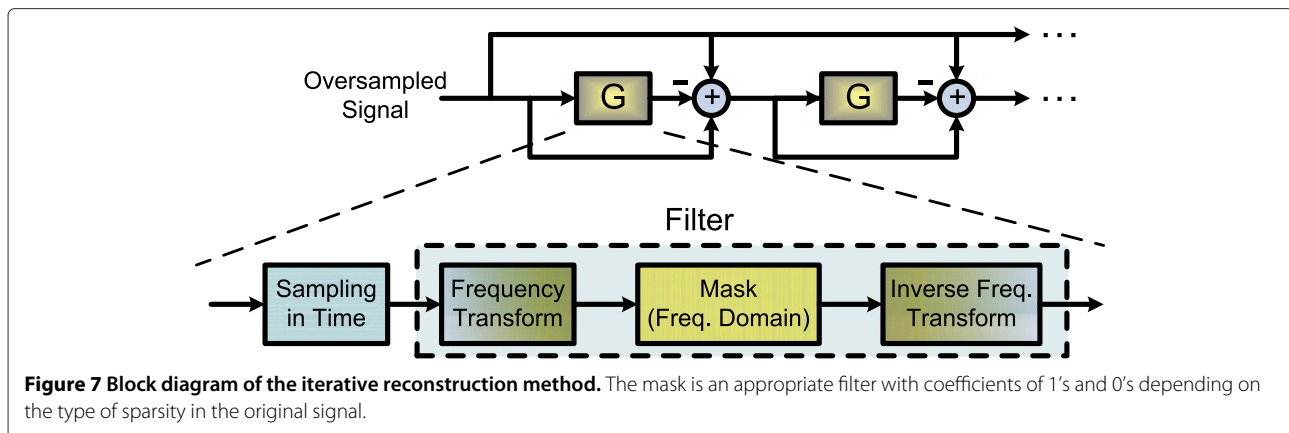 Oversampled
Signal
G
−
+
G
−
+
...
...
Filter
Sampling
in Time
Frequency
Transform
Mask
(Freq. Domain)
Inverse Freq.
Transform
Figure 7 Block diagram of the iterative reconstruction method. The mask is an appropriate filter with coefficients of 1's and 0's depending on
the type of sparsity in the original signal.